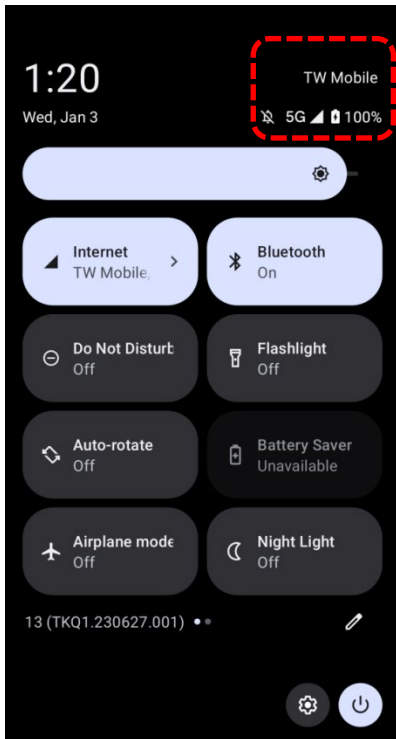 1:20
TW Mobile
Wed, Jan 3
5G 100%
Internet
TW Mobile,
Bluetooth
On
Do Not Disturb
Off
Flashlight
Off
Auto-rotate
Off
Battery Saver
Unavailable
Airplane mode
Off
Night Light
Off
13 (TKQ1.230627.001)